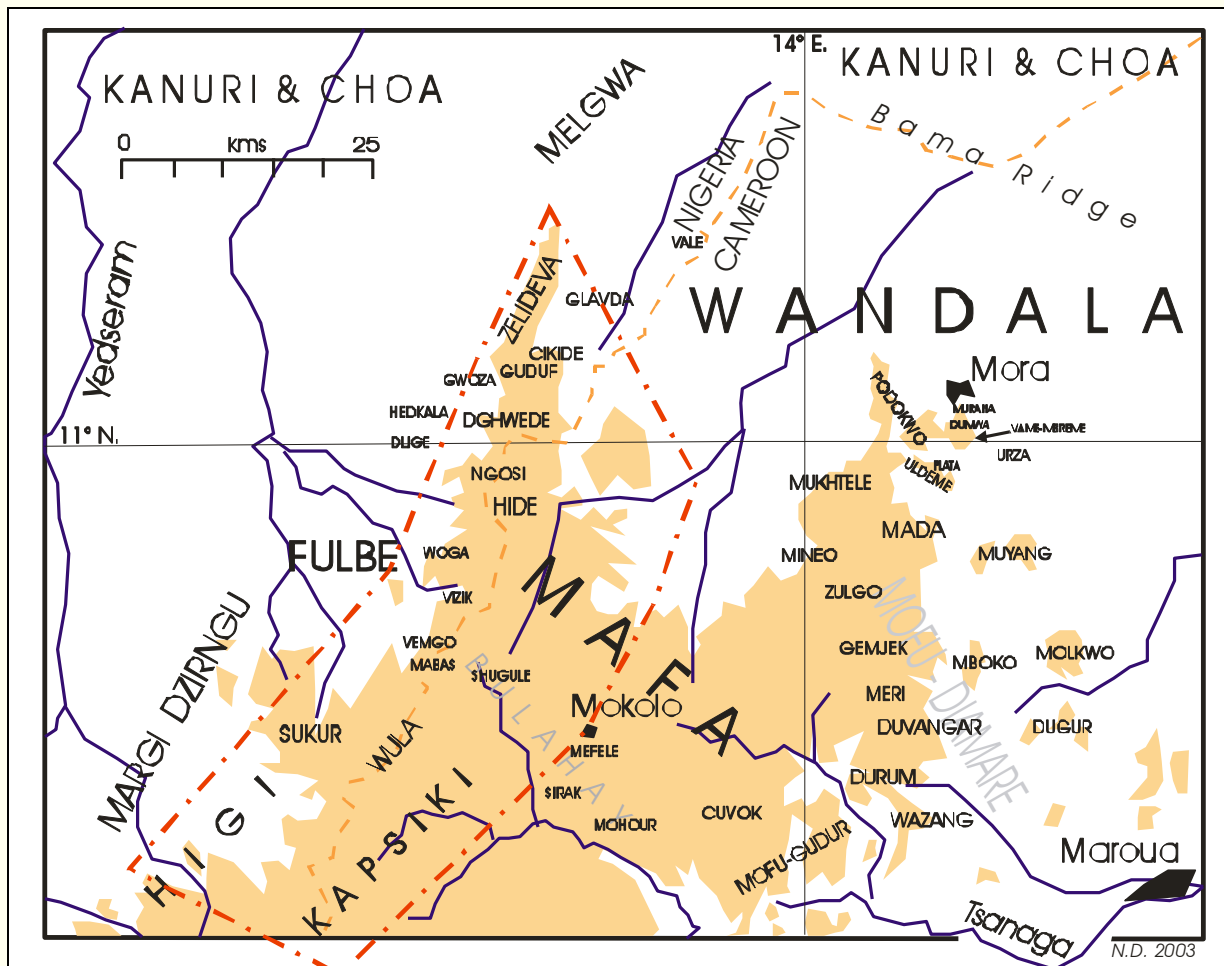 14° E.
KANURI & CHOA
KANURI & CHOA
0 kms 25
MELGWA
Bama Ridge
NIGERIA
CAMEROON
VALE
Yedseram
ZELIDEVA
GLAVDA
WANDALA
CIKIDE
GUDUF
GWOZA
Mora
PODOKWO
HEDKALA
DGHWEDE
DUMWA
VAME-MBREME
11° N.
DLIGE
URZA
PLATA
ULDEME
NGOSI
MUKHTELE
HIDE
MADA
FULBE
WOGA
MINEO
MUYANG
MAFA
VIZIK
ZULGO
MOFU-DIAMARE
VEMGO
MABAS
GEMJEK
MBOKO
MOLKWO
BULAHAY
SHUGULE
MARGI DZIRNGU
MERI
Mokolo
SUKUR
DUVANGAR
DUGUR
WULA
MEFELE
DURUM
HIGI
SIRAK
CUVOK
WAZANG
KAPSIKI
MOHOUR
Maroua
MOFU-GUDUR
Tsanaga
N.D. 2003